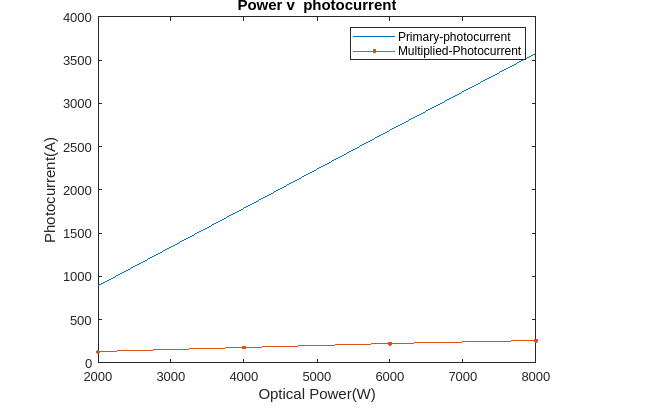 Power v photocurrent
4000
3500
3000
2500
2000
1500
1000
500
0
Photocurrent(A)
Primary-photocurrent
Multiplied-Photocurrent
2000 3000 4000 5000 6000 7000 8000
Optical Power(W)